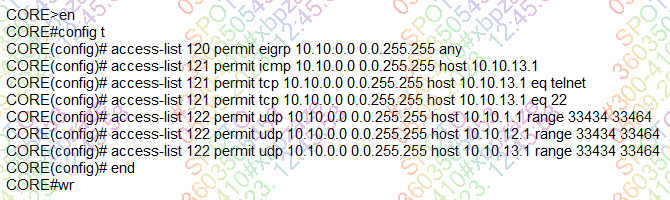 CORE>en
CORE#config t
CORE(config)# access-list 120 permit eigrp 10.10.0.0 0.0.255.255 any
CORE(config)# access-list 121 permit icmp 10.10.0.0 0.0.255.255 host 10.10.13.1
CORE(config)# access-list 121 permit tcp 10.10.0.0 0.0.255.255 host 10.10.13.1 eq telnet
CORE(config)# access-list 121 permit tcp 10.10.0.0 0.0.255.255 host 10.10.13.1 eq 22
CORE(config)# access-list 122 permit udp 10.10.0.0 0.0.255.255 host 10.10.1.1 range 33434 33464
CORE(config)# access-list 122 permit udp 10.10.0.0 0.0.255.255 host 10.10.12.1 range 33434 33464
CORE(config)# access-list 122 permit udp 10.10.0.0 0.0.255.255 host 10.10.13.1 range 33434 33464
CORE(config)# end
CORE#wr